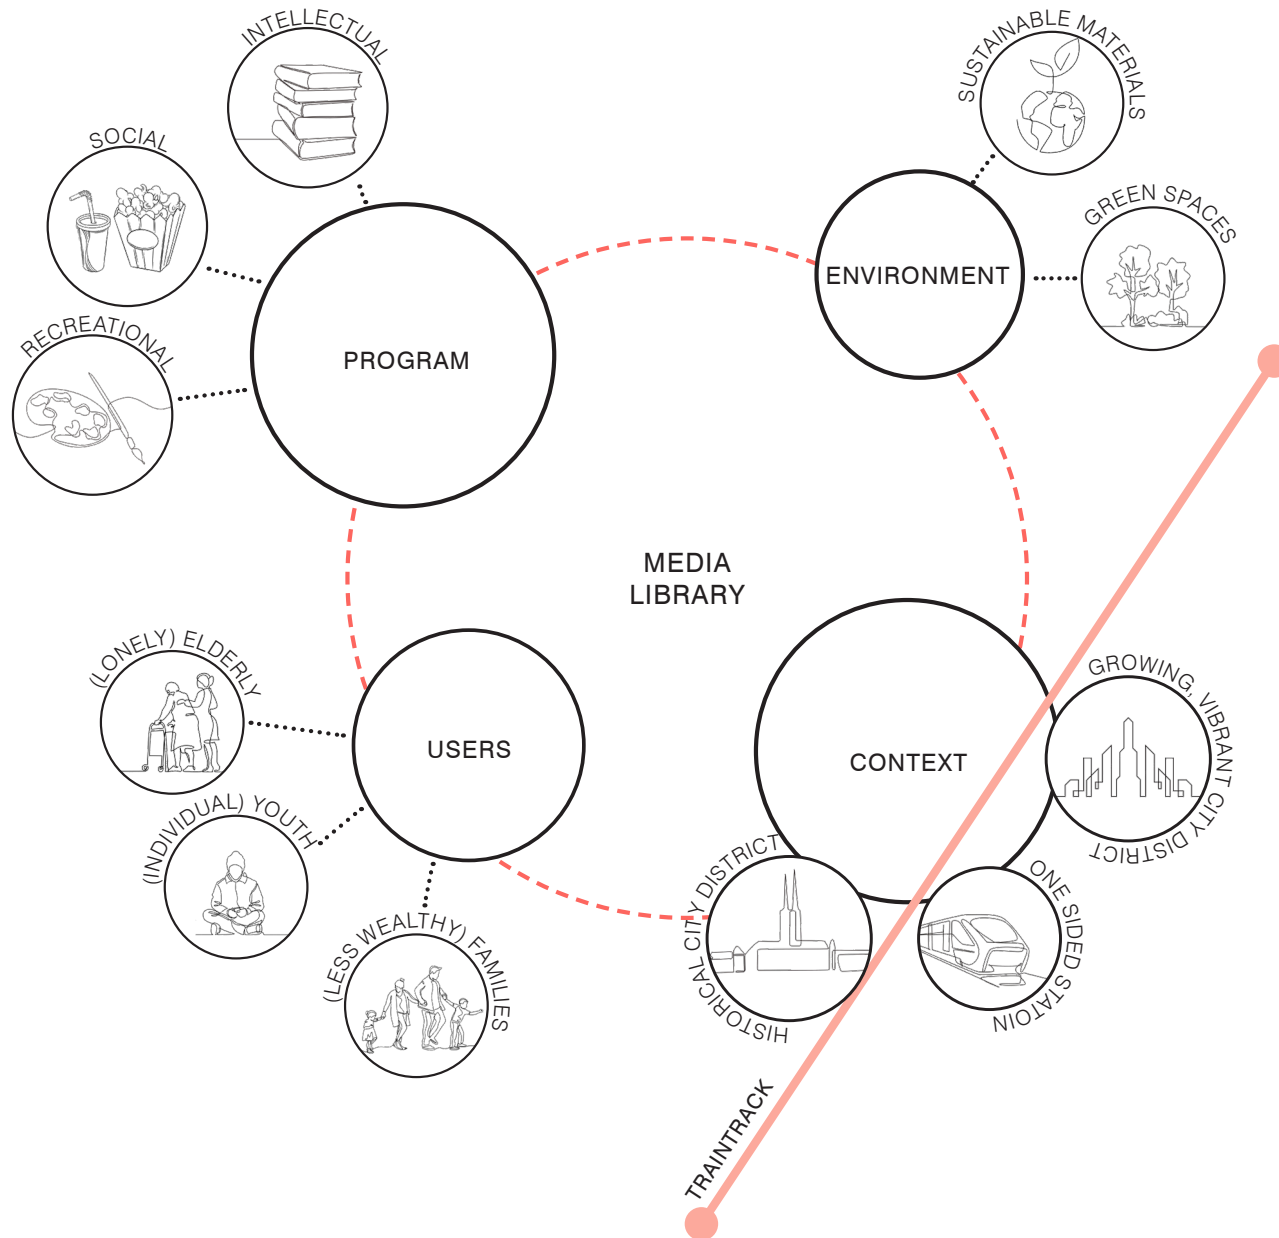 INTELLECTUAL
SOCIAL
RECREATIONAL
PROGRAM
SUSTAINABLE MATERIALS
GREEN SPACES
ENVIRONMENT
MEDIA
LIBRARY
(LONELY) ELDERLY
(INDIVIDUAL) YOUTH
(LESS WEALTHY) FAMILIES
USERS
CONTEXT
GROWING, VIBRANT CITY DISTRICT
ONE SIDED STATOIN
HISTORICAL CITY DISTRICT
TRAINTRACK